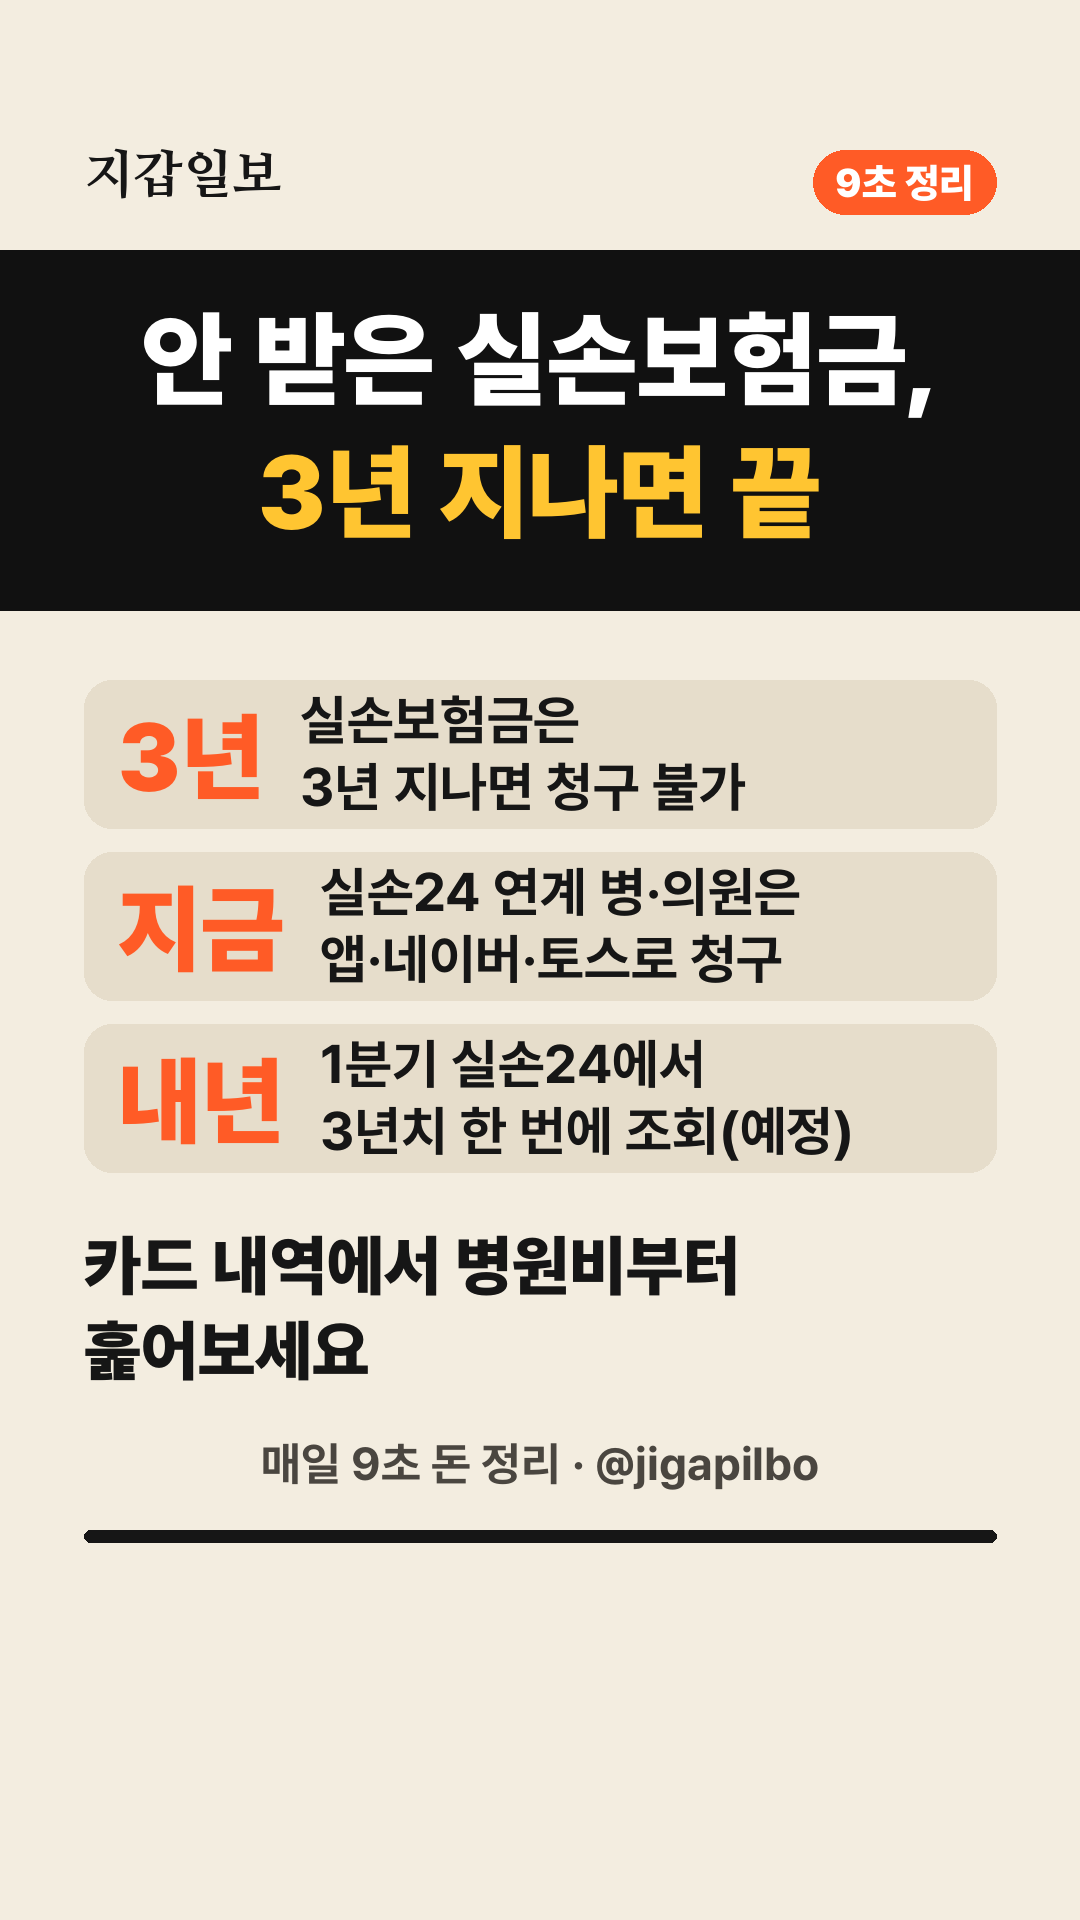 지갑일보
9초 정리
안 받은 실손보험금,
3년 지나면 끝
3년
실손보험금은
3년 지나면 청구 불가
지금
실손24 연계 병·의원은
앱·네이버·토스로 청구
내년
1분기 실손24에서
3년치 한 번에 조회(예정)
카드 내역에서 병원비부터
훑어보세요
매일 9초 돈 정리 · @jigapilbo